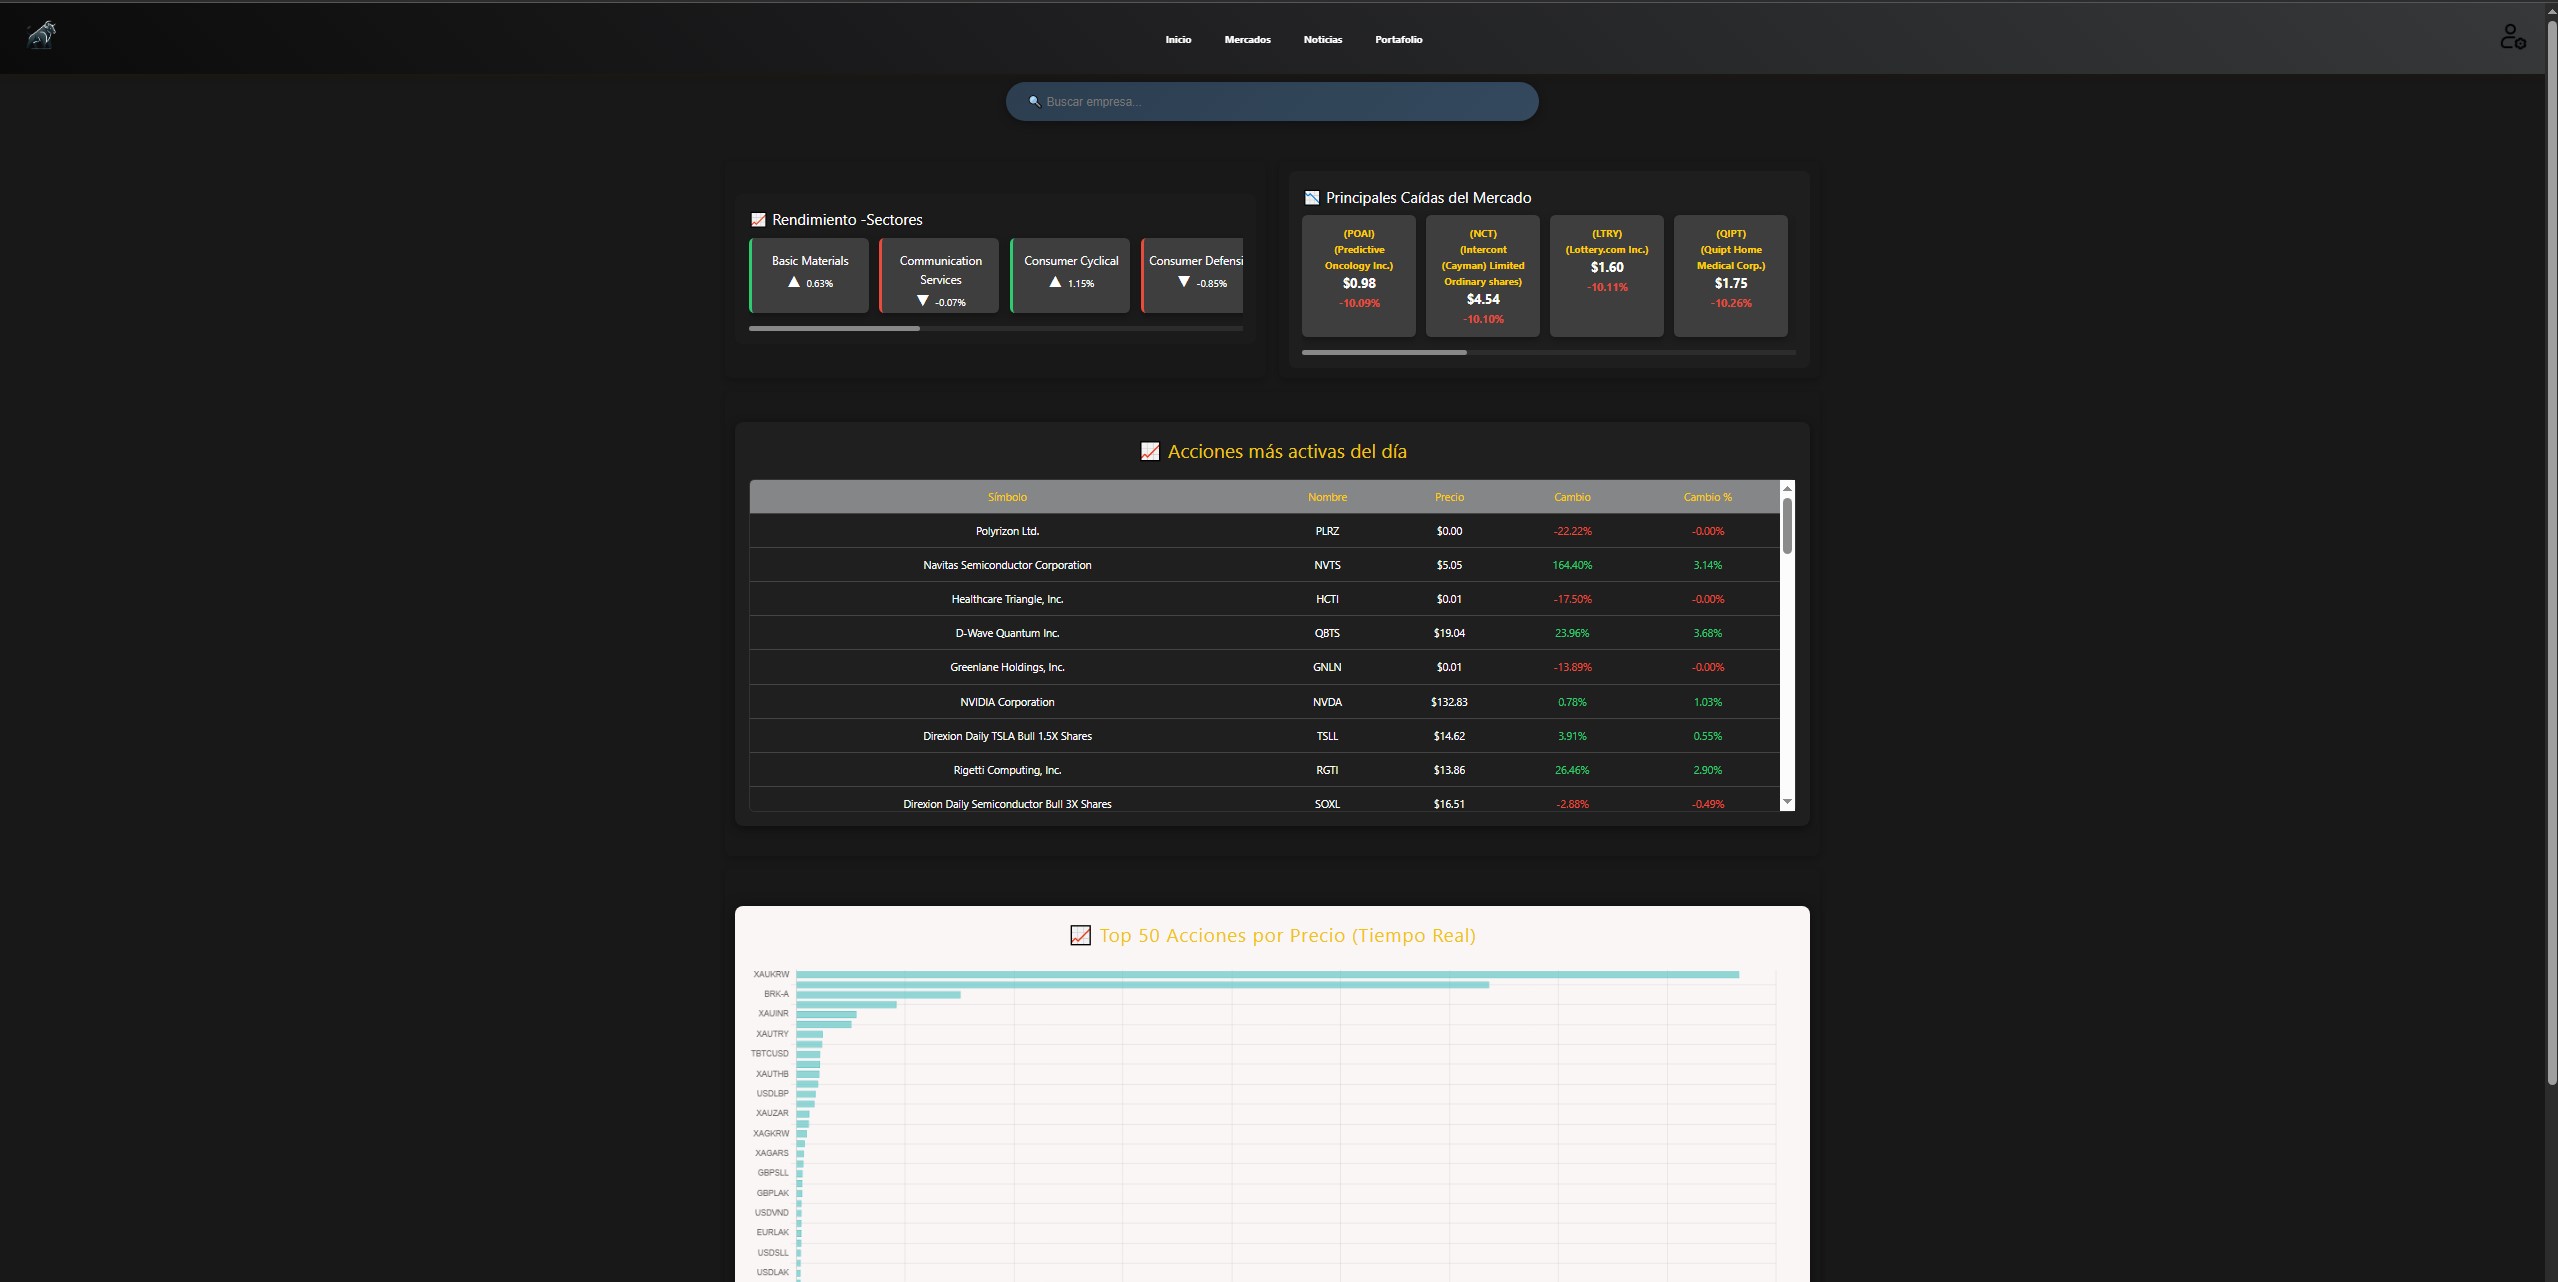 Inicio Mercados Noticias Portafolio
🔍 Buscar empresa...
📈 Rendimiento -Sectores
Basic Materials
▲ 0.63%
Communication
Services
▼ -0.07%
Consumer Cyclical
▲ 1.15%
Consumer Defensi
▼ -0.85%
📉 Principales Caídas del Mercado
(POAI)
(Predictive
Oncology Inc.)
$0.98
-10.09%
(NCT)
(Intercont
(Cayman) Limited
Ordinary shares)
$4.54
-10.10%
(LTRY)
(Lottery.com Inc.)
$1.60
-10.11%
(QIPT)
(Quipt Home
Medical Corp.)
$1.75
-10.26%
📈 Acciones más activas del día
Símbolo Nombre Precio Cambio Cambio %
Polyrizon Ltd. PLRZ $0.00 -22.22% -0.00%
Navitas Semiconductor Corporation NVTS $5.05 164.40% 3.14%
Healthcare Triangle, Inc. HCTI $0.01 -17.50% -0.00%
D-Wave Quantum Inc. QBTS $19.04 23.96% 3.68%
Greenlane Holdings, Inc. GNLN $0.01 -13.89% -0.00%
NVIDIA Corporation NVDA $132.83 0.78% 1.03%
Direxion Daily TSLA Bull 1.5X Shares TSLL $14.62 3.91% 0.55%
Rigetti Computing, Inc. RGTI $13.86 26.46% 2.90%
Direxion Daily Semiconductor Bull 3X Shares SOXL $16.51 -2.88% -0.49%
📈 Top 50 Acciones por Precio (Tiempo Real)
XAUKRW
BRK-A
XAUINR
XAUTRY
TBTCUSD
XAUTHB
USDLBP
XAUZAR
XAGKRW
XAGARS
GBPSLL
GBPLAK
USDVND
EURLAK
USDSLL
USDLAK